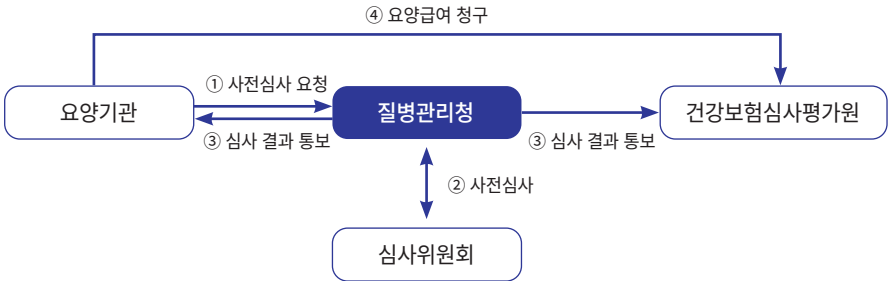 ④ 요양급여 청구
① 사전심사 요청
요양기관
질병관리청
건강보험심사평가원
③ 심사 결과 통보
③ 심사 결과 통보
② 사전심사
심사위원회